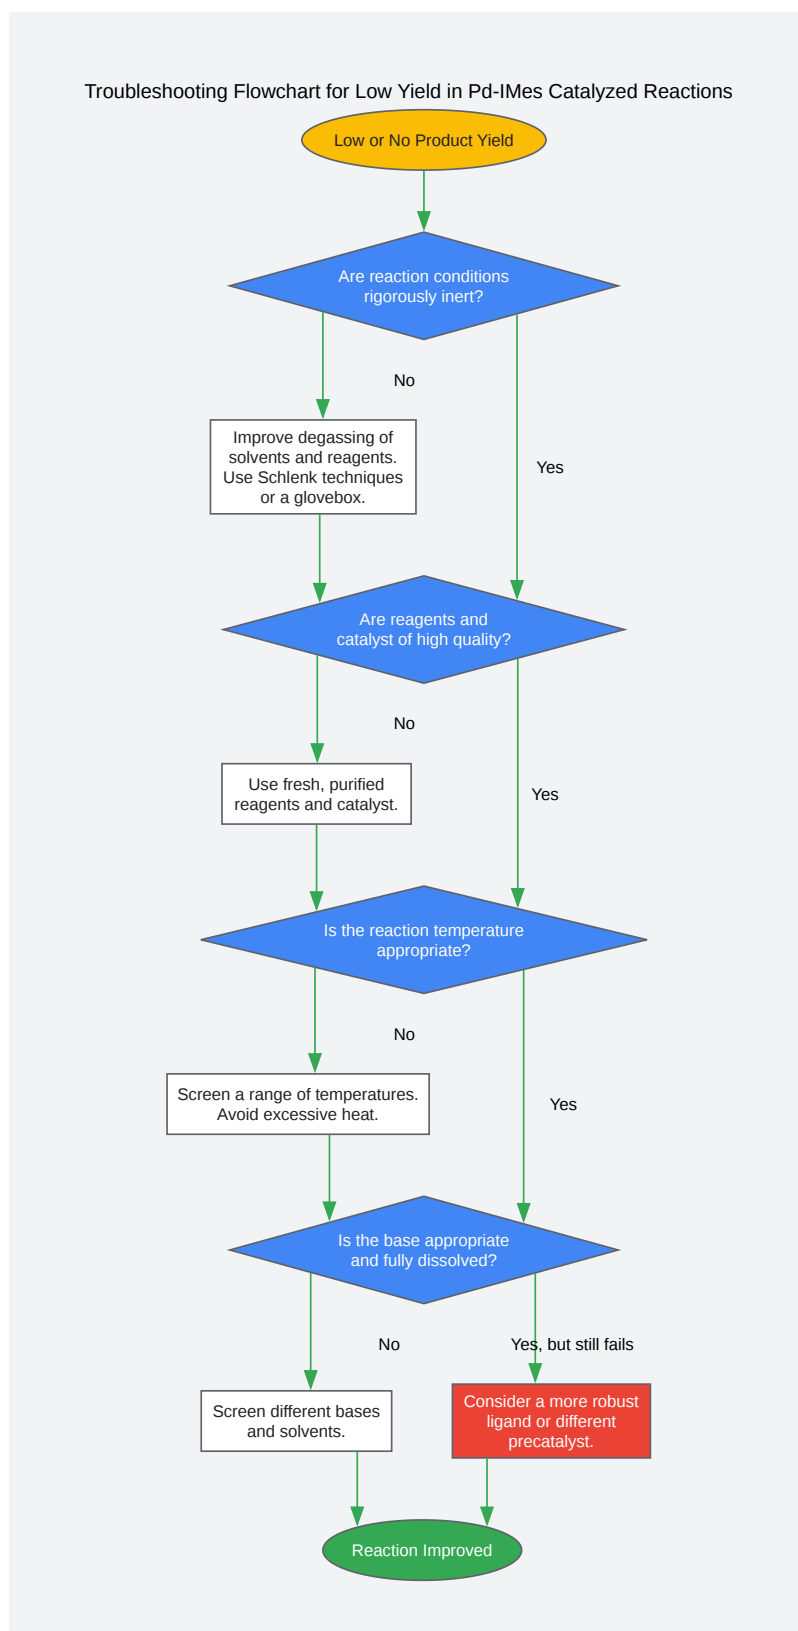 Troubleshooting Flowchart for Low Yield in Pd-IMes Catalyzed Reactions
Low or No Product Yield
Are reaction conditions
rigorously inert?
No
Improve degassing of
solvents and reagents.
Use Schlenk techniques
or a glovebox.
Yes
Are reagents and
catalyst of high quality?
No
Use fresh, purified
reagents and catalyst.
Yes
Is the reaction temperature
appropriate?
No
Screen a range of temperatures.
Avoid excessive heat.
Yes
Is the base appropriate
and fully dissolved?
No
Yes, but still fails
Screen different bases
and solvents.
Consider a more robust
ligand or different
precatalyst.
Reaction Improved